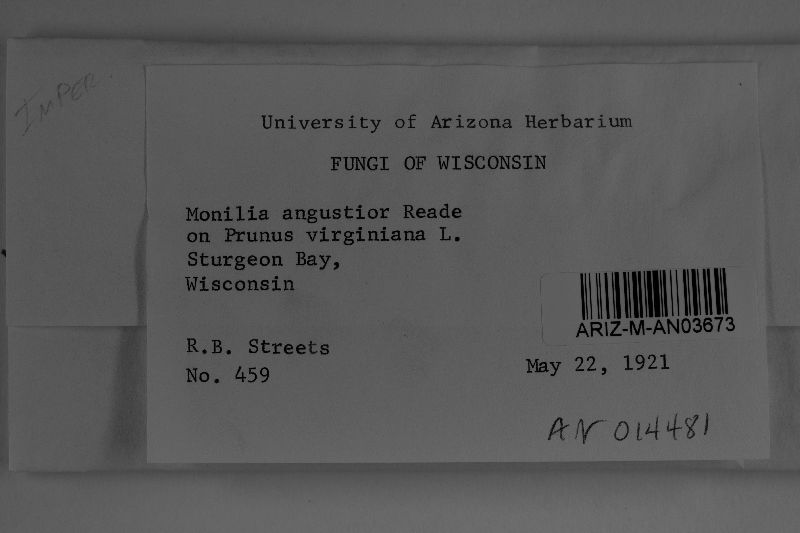 IMPER.
University of Arizona Herbarium
FUNGI OF WISCONSIN
Monilia angustior Reade
on Prunus virginiana L.
Sturgeon Bay,
Wisconsin
ARIZ-M-AN03673
R.B. Streets
May 22, 1921
No. 459
AN 014481